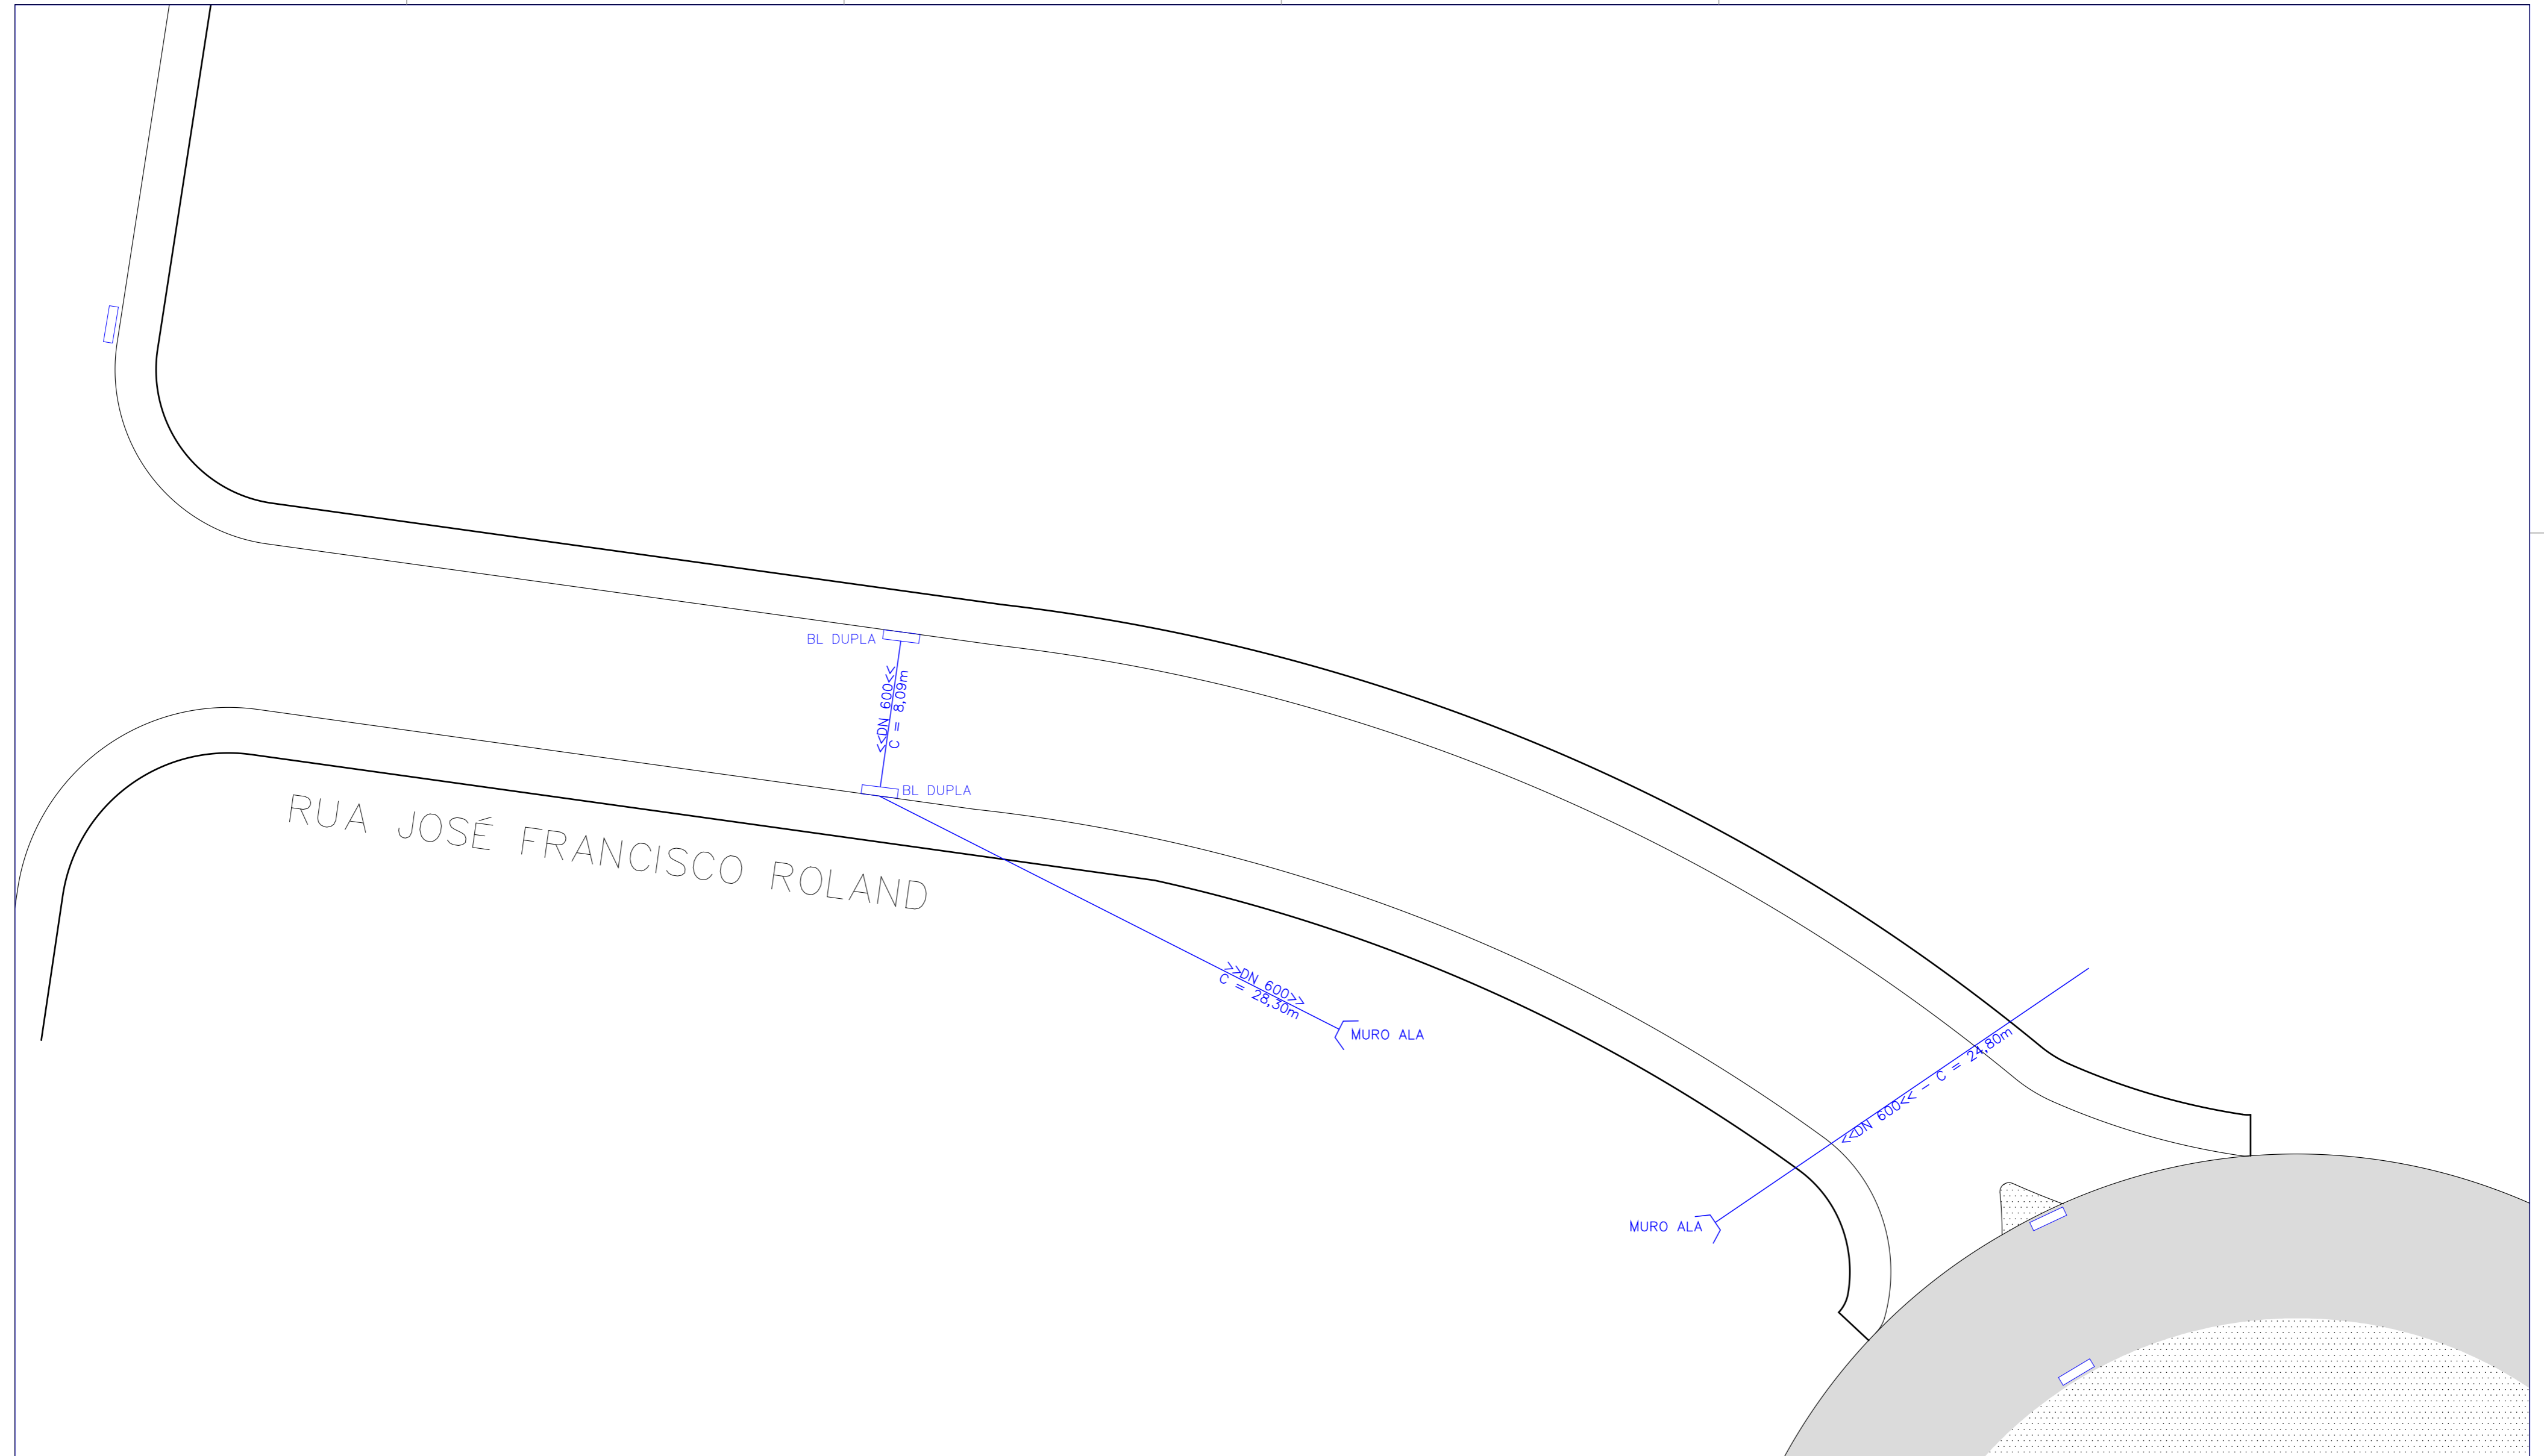 BL DUPLA
<<DN 600<<
C = 8,09m
BL DUPLA
RUA JOSÉ FRANCISCO ROLAND
>>DN 600>>
C = 28,30m
MURO ALA
<<DN 600<< - C = 24,80m
MURO ALA